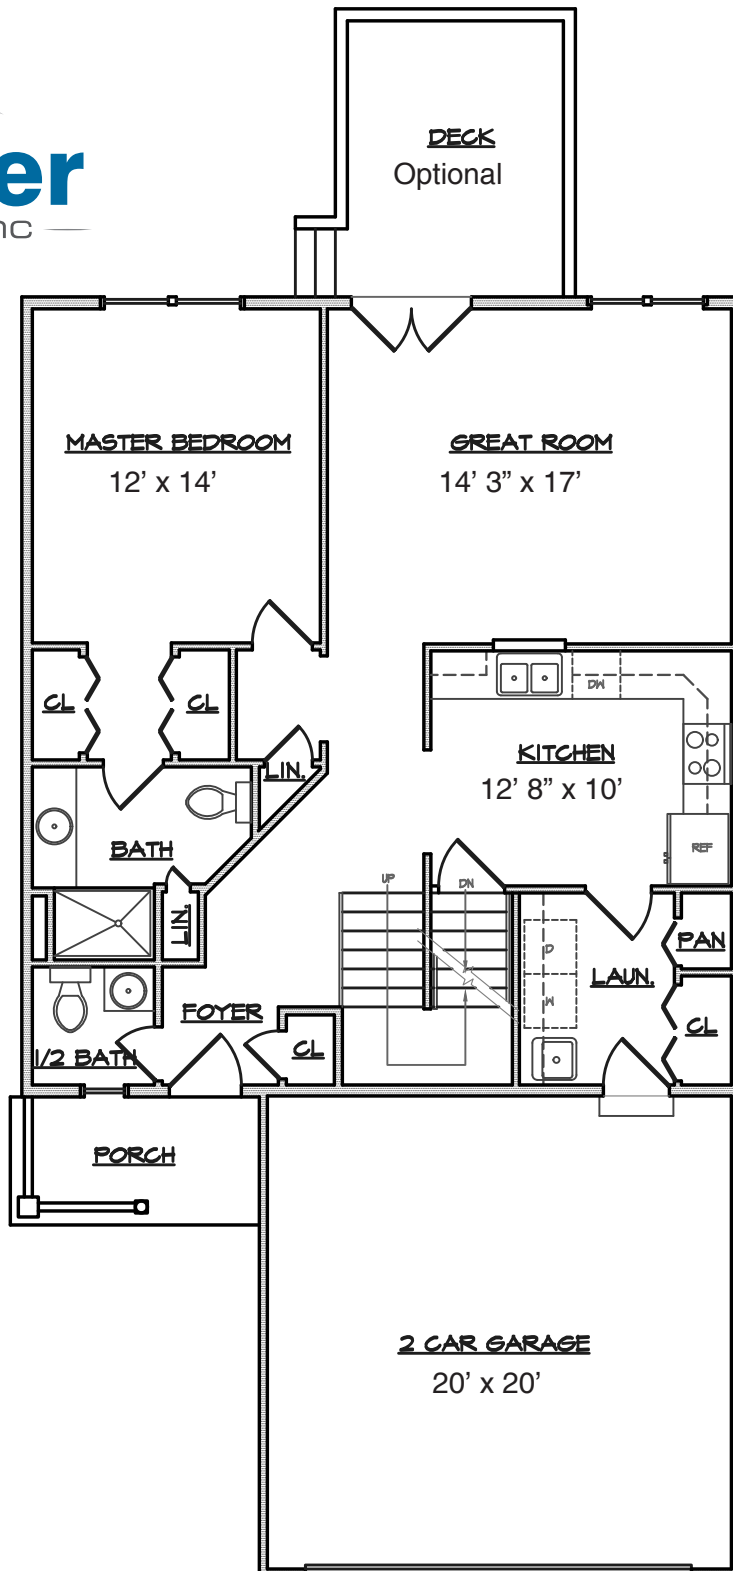 DECK
Optional
er
nc
MASTER BEDROOM
12’ x 14’
GREAT ROOM
14’ 3” x 17’
CL
CL
DW
KITCHEN
12’ 8” x 10’
LIN.
BATH
REF
UP
DN
LIN.
D
PAN
LAUN.
W
FOYER
CL
CL
1/2 BATH
PORCH
2 CAR GARAGE
20’ x 20’